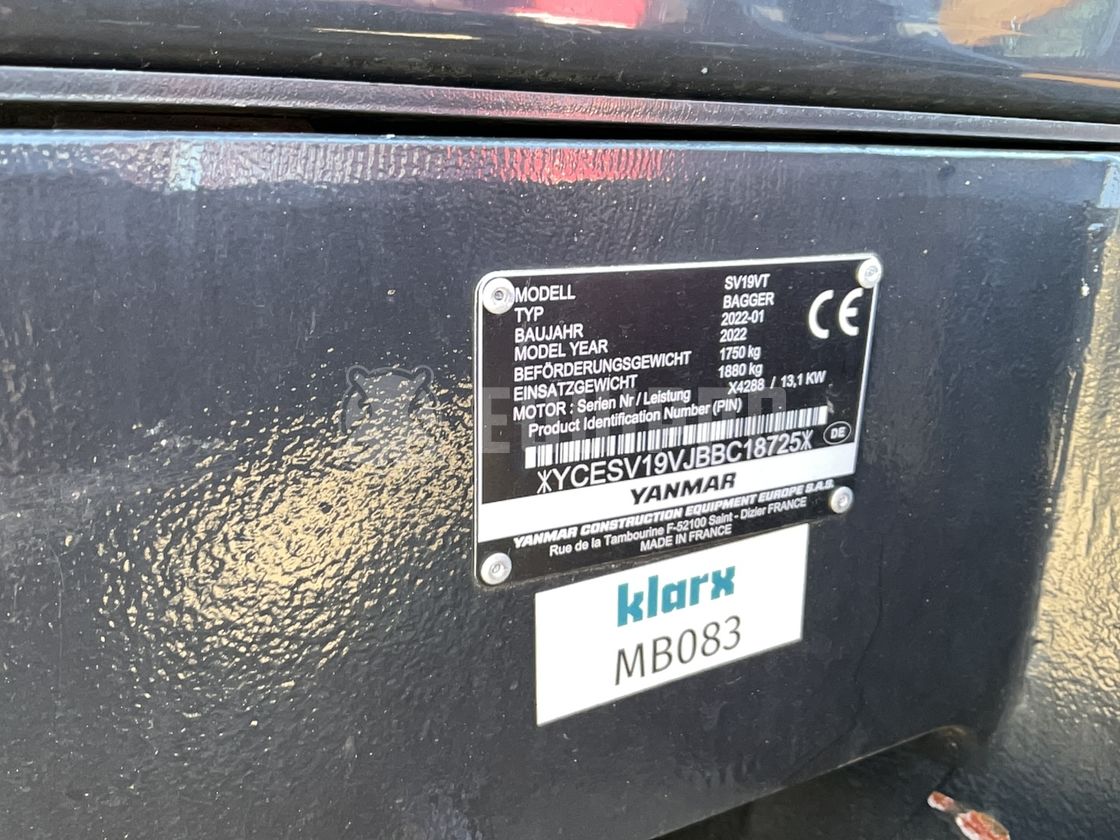 MODELL SV19VT
TYP BAGGER
BAUJAHR 2022-01
MODEL YEAR 2022
BEFÖRDERUNGSGEWICHT 1750 kg
EINSATZGEWICHT 1880 kg
MOTOR : Serien Nr / Leistung X4288 / 13,1 KW
Product Identification Number (PIN)
CE
DE
*YCESV19VJBBC18725*
YANMAR
YANMAR CONSTRUCTION EQUIPMENT EUROPE S.A.S.
Rue de la Tambourine F-52100 Saint - Dizier FRANCE
MADE IN FRANCE
klarx
MB083